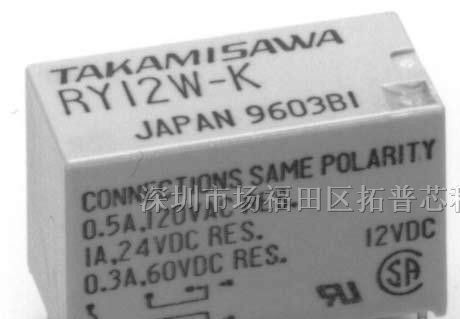 TAKAMISAWA
RY12W-K
JAPAN 9603B1
CONNECTIONS SAME POLARITY
深圳市场福田区拓普芯
0.5A,120VAC RES.
1A,24VDC RES.
12VDC
0.3A,60VDC RES.